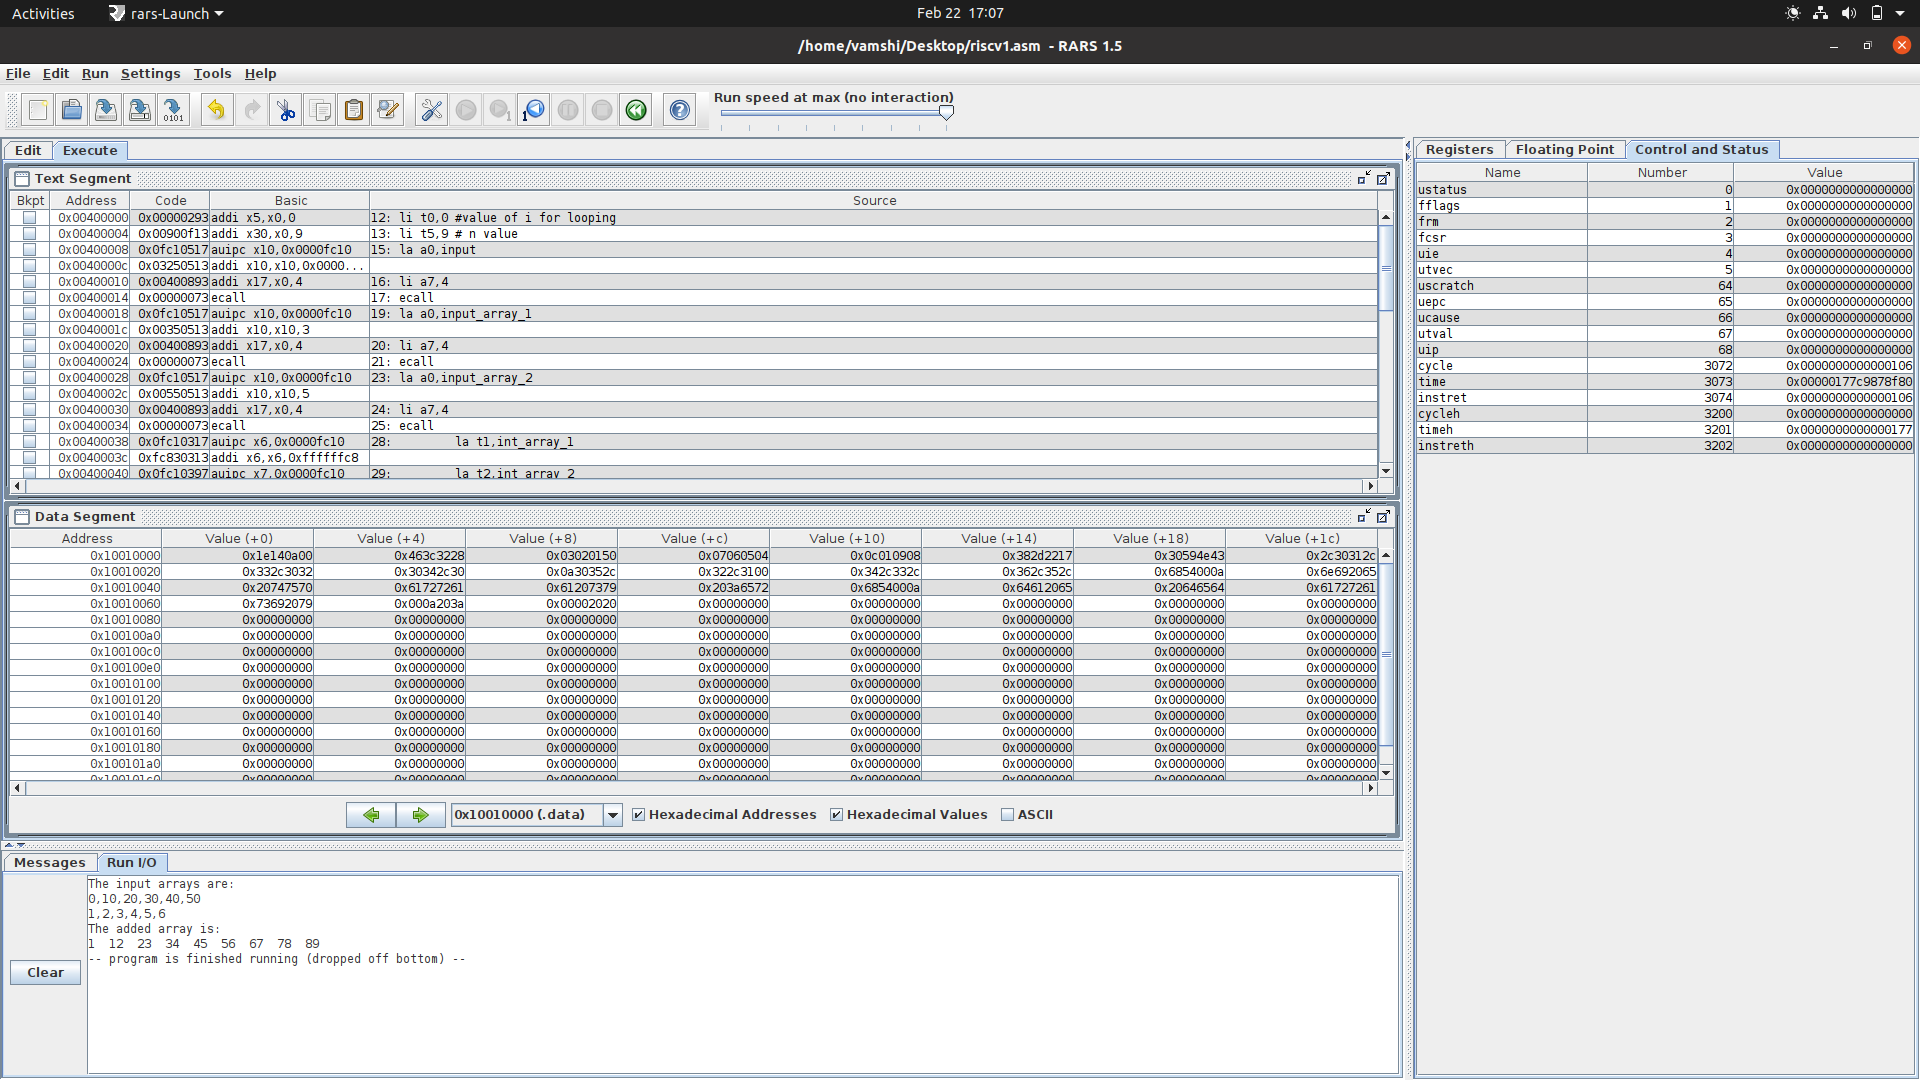 Activities rars-Launch Feb 22 17:07
/home/vamshi/Desktop/riscv1.asm - RARS 1.5
File Edit Run Settings Tools Help
Run speed at max (no interaction)
Edit Execute
Text Segment
Bkpt Address Code Basic Source
0x00400000 0x00000293 addi x5,x0,0 12: li t0,0 #value of i for looping
0x00400004 0x00900f13 addi x30,x0,9 13: li t5,9 # n value
0x00400008 0x0fc10517 auipc x10,0x0000fc10 15: la a0,input
0x0040000c 0x03250513 addi x10,x10,0x0000...
0x00400010 0x00400893 addi x17,x0,4 16: li a7,4
0x00400014 0x00000073 ecall 17: ecall
0x00400018 0x0fc10517 auipc x10,0x0000fc10 19: la a0,input_array_1
0x0040001c 0x00350513 addi x10,x10,3
0x00400020 0x00400893 addi x17,x0,4 20: li a7,4
0x00400024 0x00000073 ecall 21: ecall
0x00400028 0x0fc10517 auipc x10,0x0000fc10 23: la a0,input_array_2
0x0040002c 0x00550513 addi x10,x10,5
0x00400030 0x00400893 addi x17,x0,4 24: li a7,4
0x00400034 0x00000073 ecall 25: ecall
0x00400038 0x0fc10317 auipc x6,0x0000fc10 28: la t1,int_array_1
0x0040003c 0xfc830313 addi x6,x6,0xffffffc8
0x00400040 0x0fc10397 auipc x7,0x0000fc10 29: la t2,int_array_2
Data Segment
Address Value (+0) Value (+4) Value (+8) Value (+c) Value (+10) Value (+14) Value (+18) Value (+1c)
0x10010000 0x1e140a00 0x463c3228 0x03020150 0x07060504 0x0c010908 0x382d2217 0x30594e43 0x2c30312c
0x10010020 0x332c3032 0x30342c30 0x0a30352c 0x322c3100 0x342c332c 0x362c352c 0x6854000a 0x6e692065
0x10010040 0x20747570 0x61727261 0x61207379 0x203a6572 0x6854000a 0x64612065 0x20646564 0x61727261
0x10010060 0x73692079 0x000a203a 0x00002020 0x00000000 0x00000000 0x00000000 0x00000000 0x00000000
0x10010080 0x00000000 0x00000000 0x00000000 0x00000000 0x00000000 0x00000000 0x00000000 0x00000000
0x100100a0 0x00000000 0x00000000 0x00000000 0x00000000 0x00000000 0x00000000 0x00000000 0x00000000
0x100100c0 0x00000000 0x00000000 0x00000000 0x00000000 0x00000000 0x00000000 0x00000000 0x00000000
0x100100e0 0x00000000 0x00000000 0x00000000 0x00000000 0x00000000 0x00000000 0x00000000 0x00000000
0x10010100 0x00000000 0x00000000 0x00000000 0x00000000 0x00000000 0x00000000 0x00000000 0x00000000
0x10010120 0x00000000 0x00000000 0x00000000 0x00000000 0x00000000 0x00000000 0x00000000 0x00000000
0x10010140 0x00000000 0x00000000 0x00000000 0x00000000 0x00000000 0x00000000 0x00000000 0x00000000
0x10010160 0x00000000 0x00000000 0x00000000 0x00000000 0x00000000 0x00000000 0x00000000 0x00000000
0x10010180 0x00000000 0x00000000 0x00000000 0x00000000 0x00000000 0x00000000 0x00000000 0x00000000
0x100101a0 0x00000000 0x00000000 0x00000000 0x00000000 0x00000000 0x00000000 0x00000000 0x00000000
0x100101c0 0x00000000 0x00000000 0x00000000 0x00000000 0x00000000 0x00000000 0x00000000 0x00000000
0x10010000 (.data) Hexadecimal Addresses Hexadecimal Values ASCII
Messages Run I/O
The input arrays are:
0,10,20,30,40,50
1,2,3,4,5,6
The added array is:
1 12 23 34 45 56 67 78 89
-- program is finished running (dropped off bottom) --
Clear
Registers Floating Point Control and Status
Name Number Value
ustatus 0 0x0000000000000000
fflags 1 0x0000000000000000
frm 2 0x0000000000000000
fcsr 3 0x0000000000000000
uie 4 0x0000000000000000
utvec 5 0x0000000000000000
uscratch 64 0x0000000000000000
uepc 65 0x0000000000000000
ucause 66 0x0000000000000000
utval 67 0x0000000000000000
uip 68 0x0000000000000000
cycle 3072 0x0000000000000106
time 3073 0x00000177c9878f80
instret 3074 0x0000000000000106
cycleh 3200 0x0000000000000000
timeh 3201 0x0000000000000177
instreth 3202 0x0000000000000000